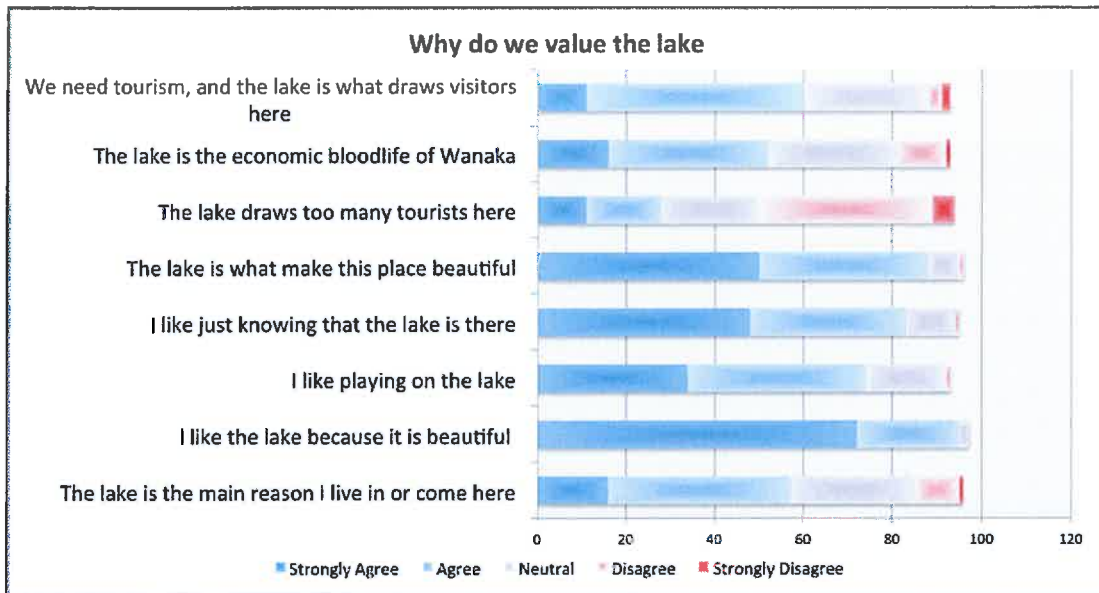 Why do we value the lake
We need tourism, and the lake is what draws visitors
here
The lake is the economic bloodlife of Wanaka
The lake draws too many tourists here
The lake is what make this place beautiful
I like just knowing that the lake is there
I like playing on the lake
I like the lake because it is beautiful
The lake is the main reason I live in or come here
0 20 40 60 80 100 120
Strongly Agree Agree Neutral Disagree Strongly Disagree